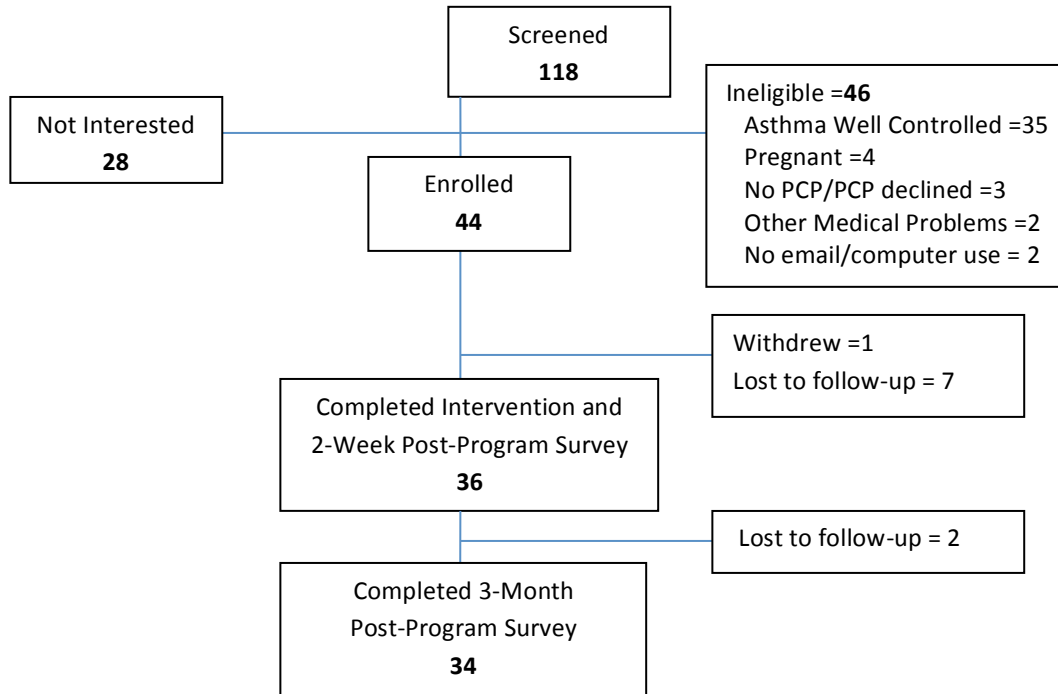 Screened
118
Not Interested
28
Ineligible =46
Asthma Well Controlled =35
Pregnant =4
No PCP/PCP declined =3
Other Medical Problems =2
No email/computer use = 2
Enrolled
44
Withdrew =1
Lost to follow-up = 7
Completed Intervention and
2-Week Post-Program Survey
36
Lost to follow-up = 2
Completed 3-Month
Post-Program Survey
34